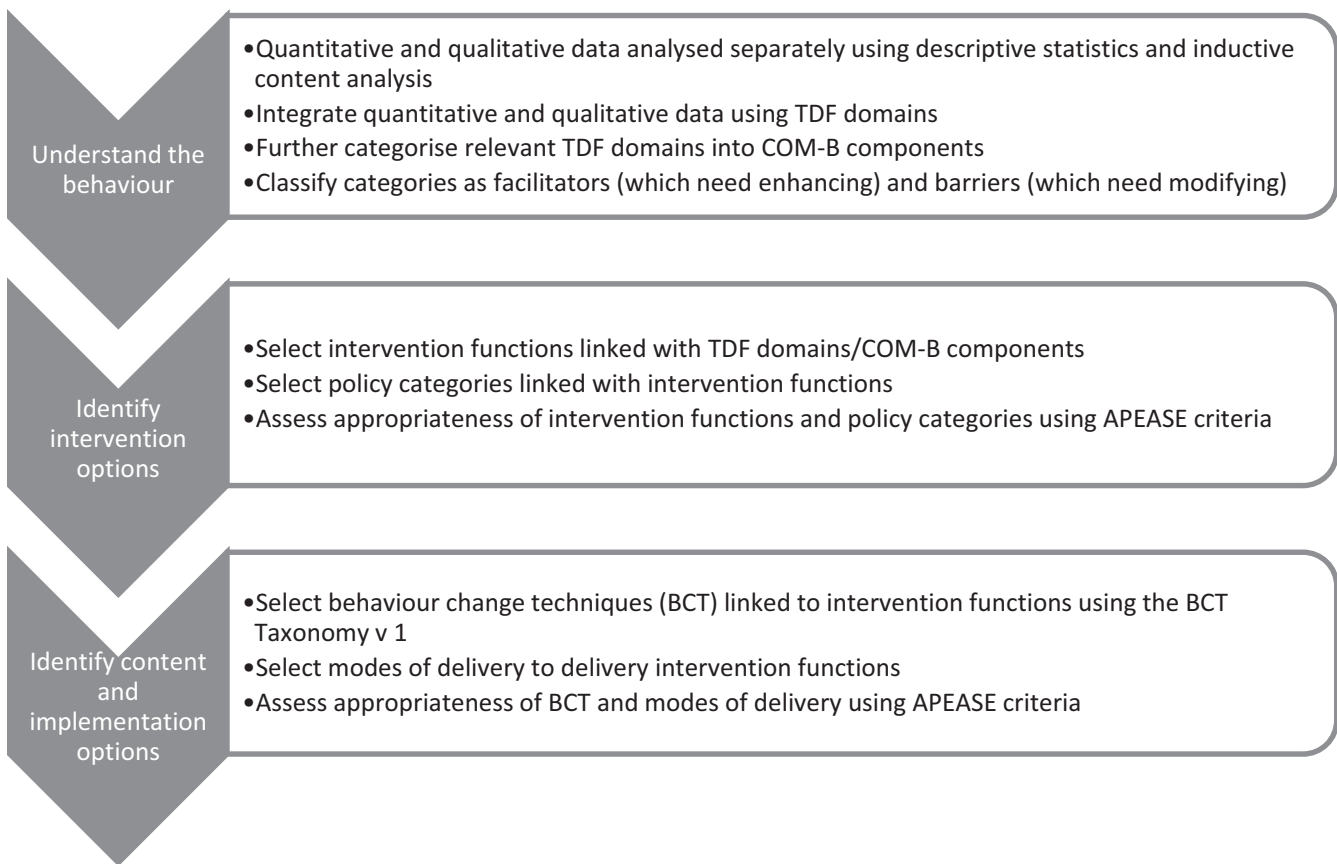 Understand the
behaviour
•Quantitative and qualitative data analysed separately using descriptive statistics and inductive
content analysis
•Integrate quantitative and qualitative data using TDF domains
•Further categorise relevant TDF domains into COM-B components
•Classify categories as facilitators (which need enhancing) and barriers (which need modifying)
Identify
intervention
options
•Select intervention functions linked with TDF domains/COM-B components
•Select policy categories linked with intervention functions
•Assess appropriateness of intervention functions and policy categories using APEASE criteria
Identify content
and
implementation
options
•Select behaviour change techniques (BCT) linked to intervention functions using the BCT
Taxonomy v 1
•Select modes of delivery to delivery intervention functions
•Assess appropriateness of BCT and modes of delivery using APEASE criteria